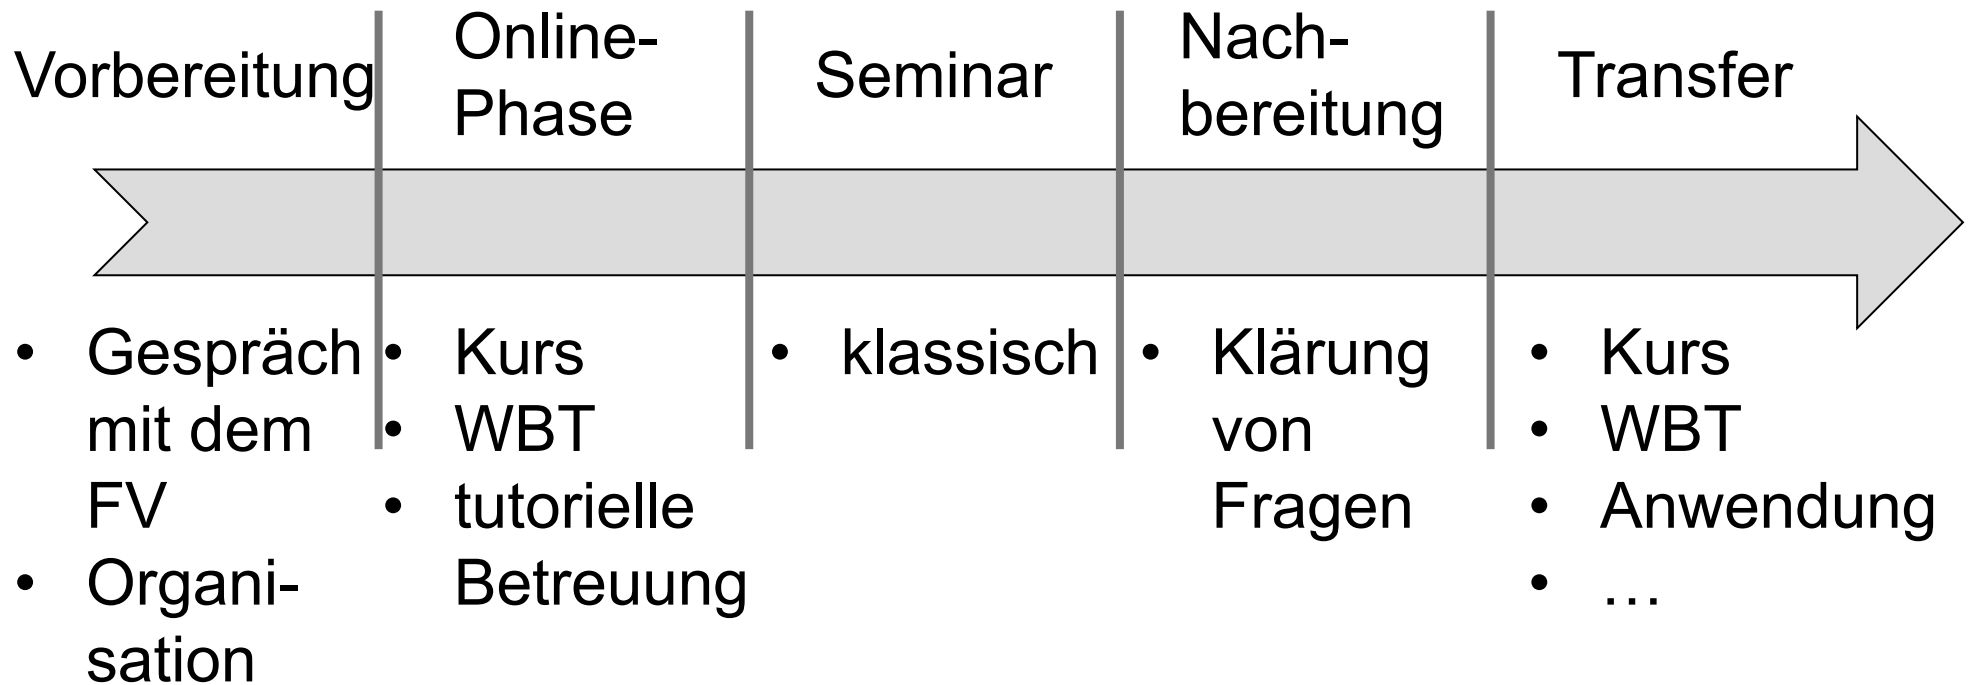 Vorbereitung
Online-
Phase
Seminar
Nach-
bereitung
Transfer
• Gespräch
mit dem
FV
• Organi-
sation
• Kurs
• WBT
• tutorielle
Betreuung
• klassisch
• Klärung
von
Fragen
• Kurs
• WBT
• Anwendung
• …